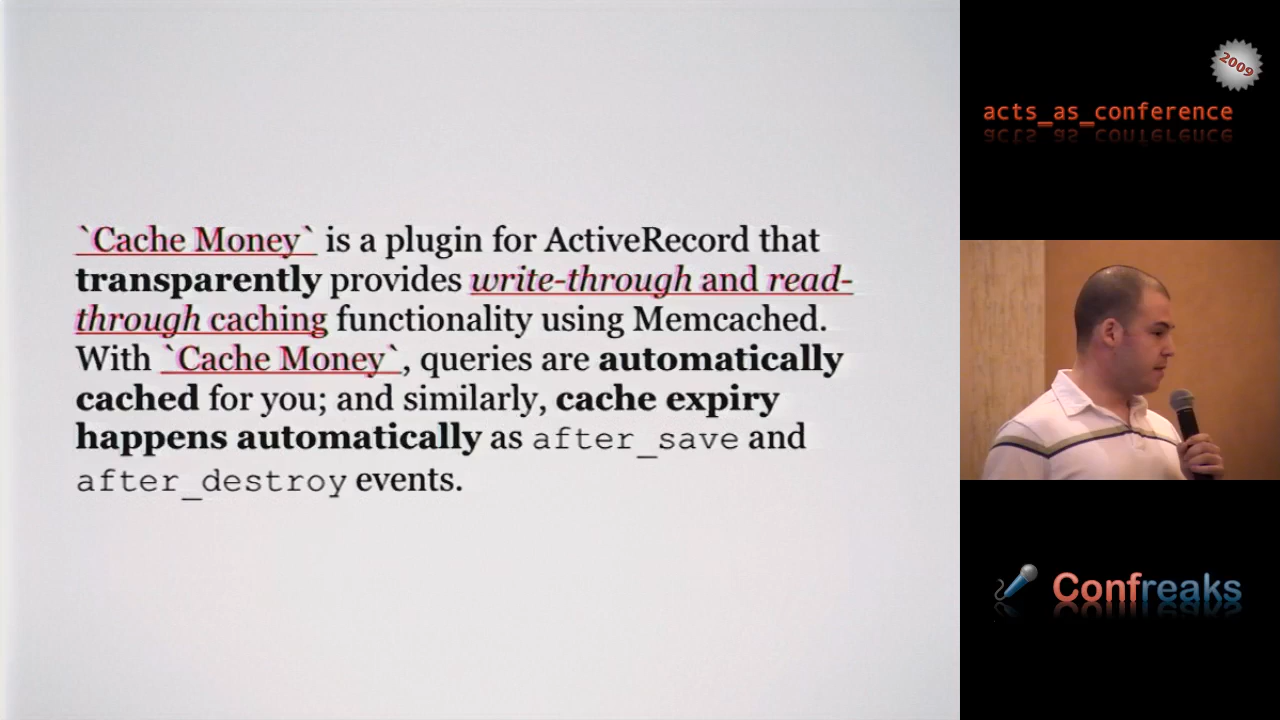 `Cache Money` is a plugin for ActiveRecord that
transparently provides write-through and read-
through caching functionality using Memcached.
With `Cache Money`, queries are automatically
cached for you; and similarly, cache expiry
happens automatically as after_save and
after_destroy events.
2009
acts_as_conference
Confreaks